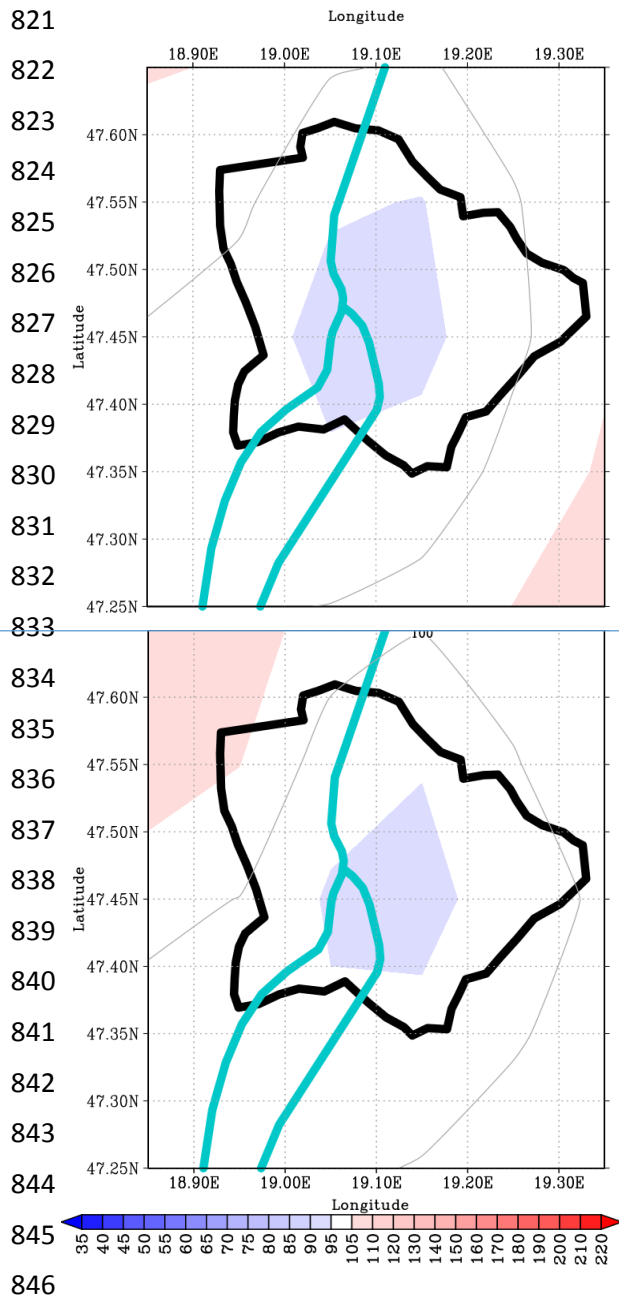 821
Longitude
822
18.90E 19.00E 19.10E 19.20E 19.30E
823
47.60N
824
47.55N
825
47.50N
826
827
47.45N
Latitude
828
47.40N
829
47.35N
830
831
47.30N
832
47.25N
833
100
834
47.60N
835
47.55N
836
837
47.50N
838
47.45N
Latitude
839
47.40N
840
841
47.35N
842
47.30N
843
47.25N
844
18.90E 19.00E 19.10E 19.20E 19.30E
Longitude
845
35 40 45 50 55 60 65 70 75 80 85 90 95 105 110 120 130 140 150 160 170 180 190 200 210 220
846